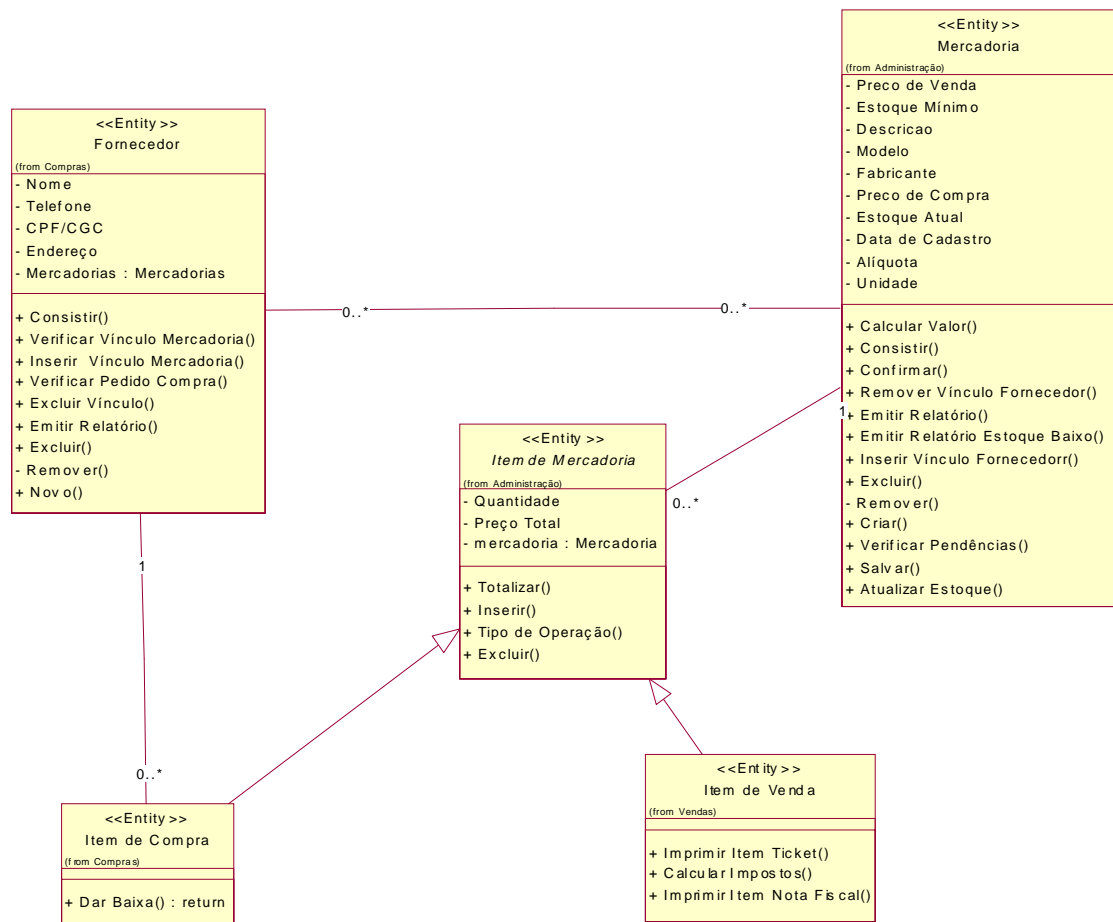 <<Entity>>
Mercadoria
(from Administração)
- Preco de Venda
- Estoque Mínimo
- Descricao
- Modelo
- Fabricante
- Preco de Compra
- Estoque Atual
- Data de Cadastro
- Alíquota
- Unidade
+ Calcular Valor()
+ Consistir()
+ Confirmar()
+ Remover Vínculo Fornecedor()
+ Emitir Relatório()
+ Emitir Relatório Estoque Baixo()
+ Inserir Vínculo Fornecedorr()
+ Excluir()
- Remover()
+ Criar()
+ Verificar Pendências()
+ Salvar()
+ Atualizar Estoque()
<<Entity>>
Fornecedor
(from Compras)
- Nome
- Telefone
- CPF/CGC
- Endereço
- Mercadorias : Mercadorias
+ Consistir()
+ Verificar Vínculo Mercadoria()
+ Inserir Vínculo Mercadoria()
+ Verificar Pedido Compra()
+ Excluir Vínculo()
+ Emitir Relatório()
+ Excluir()
- Remover()
+ Novo()
0..*
0..*
1
0..*
1
0..*
<<Entity>>
Item de Mercadoria
(from Administração)
- Quantidade
- Preço Total
- mercadoria : Mercadoria
+ Totalizar()
+ Inserir()
+ Tipo de Operação()
+ Excluir()
<<Entity>>
Item de Compra
(from Compras)
+ Dar Baixa() : return
<<Entity>>
Item de Venda
(from Vendas)
+ Imprimir Item Ticket()
+ Calcular Impostos()
+ Imprimir Item Nota Fiscal()